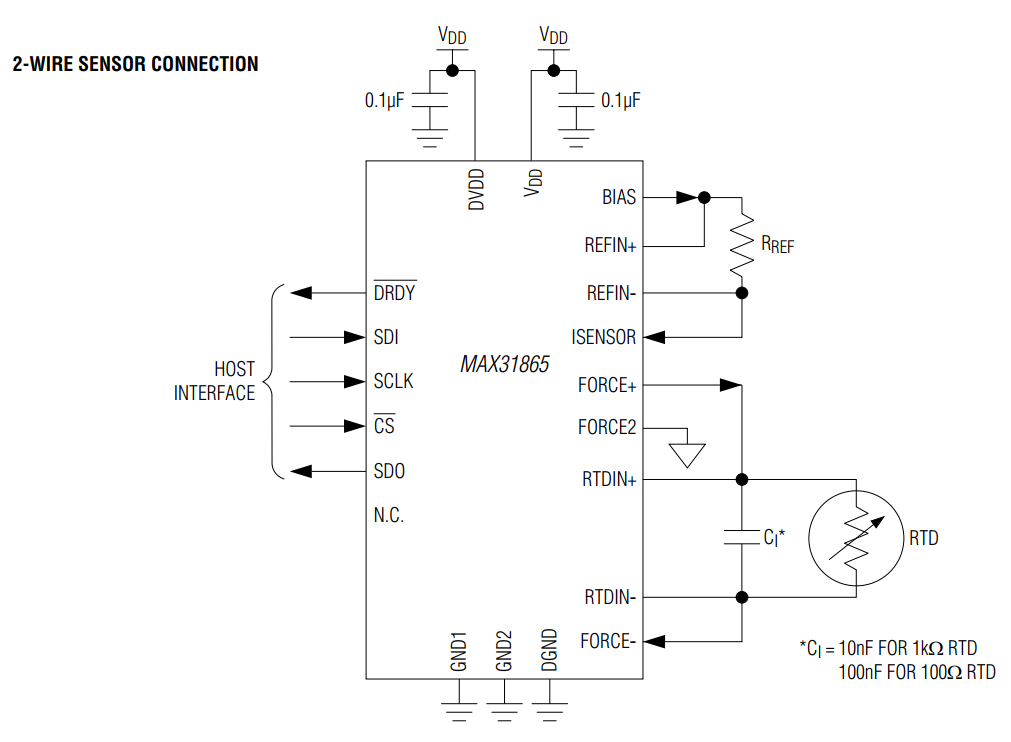 2-WIRE SENSOR CONNECTION
VDD
VDD
0.1µF
0.1µF
DVDD
VDD
BIAS
REFIN+
RREF
REFIN-
ISENSOR
DRDY
SDI
SCLK
CS
SDO
N.C.
HOST
INTERFACE
MAX31865
FORCE+
FORCE2
RTDIN+
CI*
RTD
RTDIN-
FORCE-
GND1
GND2
DGND
*CI = 10nF FOR 1kΩ RTD
100nF FOR 100Ω RTD